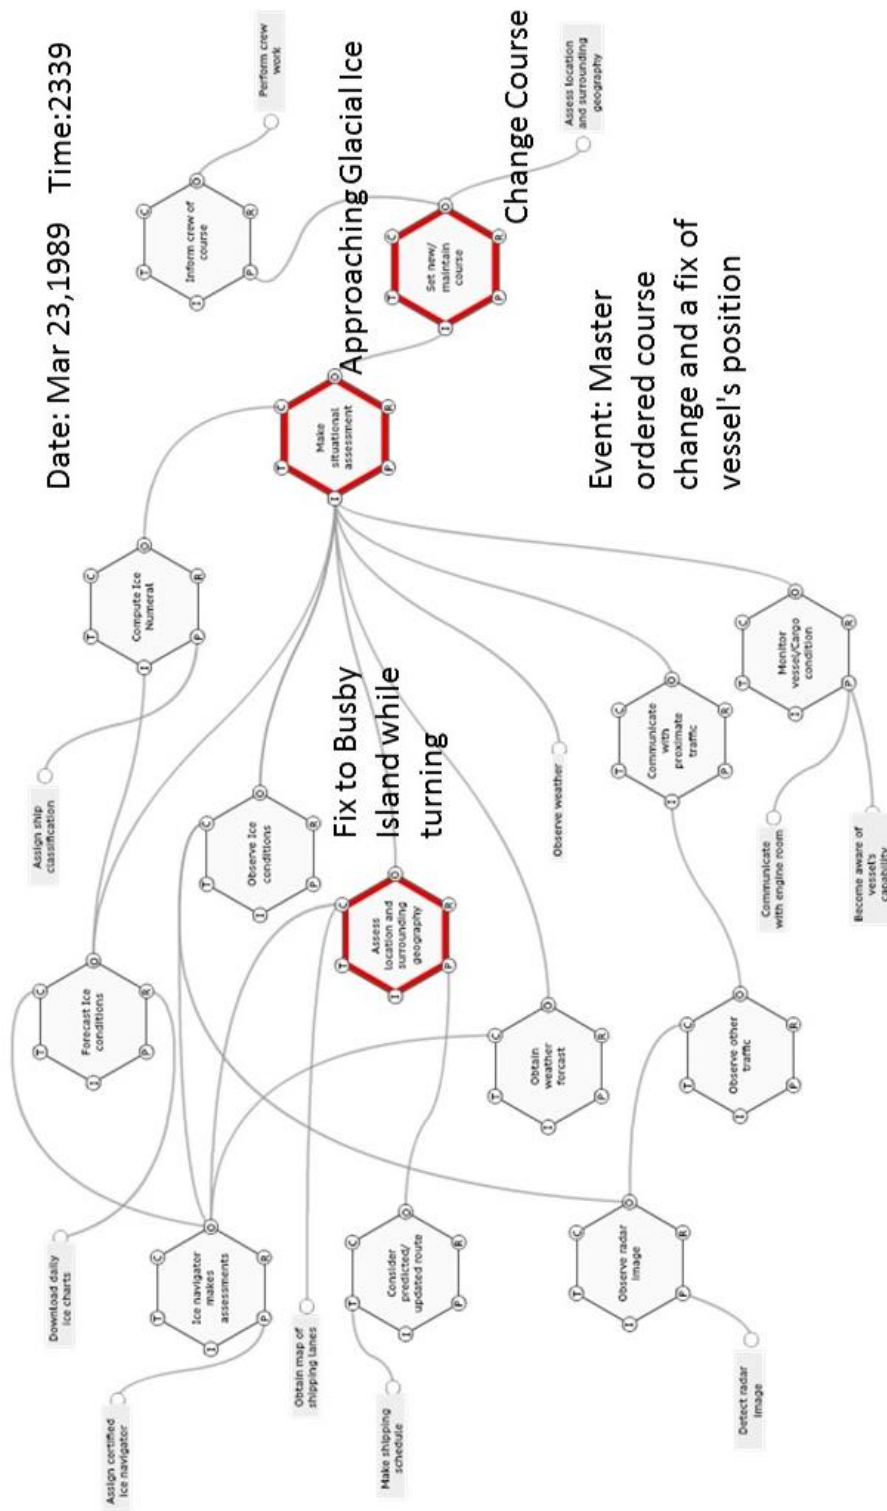 Date: Mar 23,1989 Time:2339
Assign certified
ice navigator
Download daily
ice charts
Assign ship
classification
T C
Forecast Ice
conditions
I O
P R
T C
Compute Ice
Numeral
I O
P R
T C
Inform crew of
course
I O
P R
Perform crew
work
T C
Ice navigator
makes
assessments
I O
P R
T C
Observe Ice
conditions
I O
P R
Obtain map of
shipping lanes
T C
Make
situational
assessment
I O
P R
Approaching Glacial Ice
Fix to Busby
Island while
turning
T C
Assess
location and
surrounding
geography
I O
P R
T C
Consider
predicted/
updated route
I O
P R
Make shipping
schedule
T C
Set new/
maintain
course
I O
P R
Change Course
Assess location
and surrounding
geography
T C
Obtain
weather
forcast
I O
P R
Observe weather
T C
Observe radar
image
I O
P R
Detect radar
image
T C
Communicate
with
proximate
traffic
I O
P R
T C
Observe other
traffic
I O
P R
Event: Master
ordered course
change and a fix of
vessel's position
T C
Monitor
vessel/Cargo
condition
I O
P R
Communicate
with engine room
Become aware of
vessel's
capability